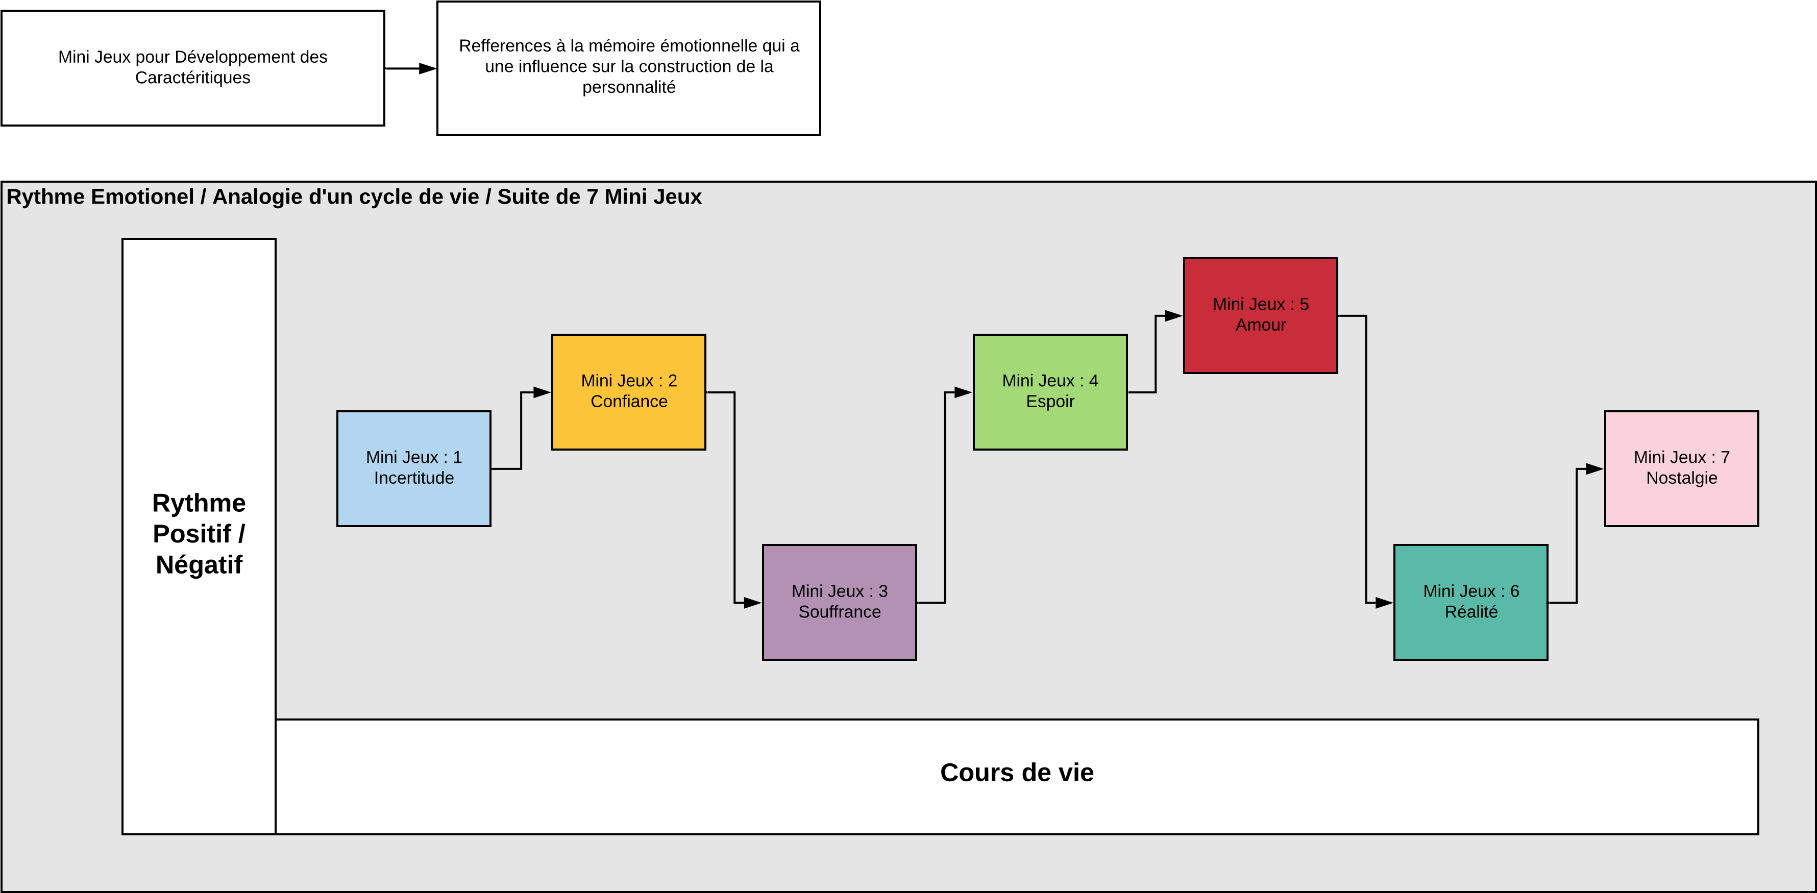 Mini Jeux pour Développement des
Caractéritiques
Refferences à la mémoire émotionnelle qui a
une influence sur la construction de la
personnalité
Rythme Emotionel / Analogie d'un cycle de vie / Suite de 7 Mini Jeux
Rythme
Positif /
Négatif
Mini Jeux : 1
Incertitude
Mini Jeux : 2
Confiance
Mini Jeux : 3
Souffrance
Mini Jeux : 4
Espoir
Mini Jeux : 5
Amour
Mini Jeux : 6
Réalité
Mini Jeux : 7
Nostalgie
Cours de vie